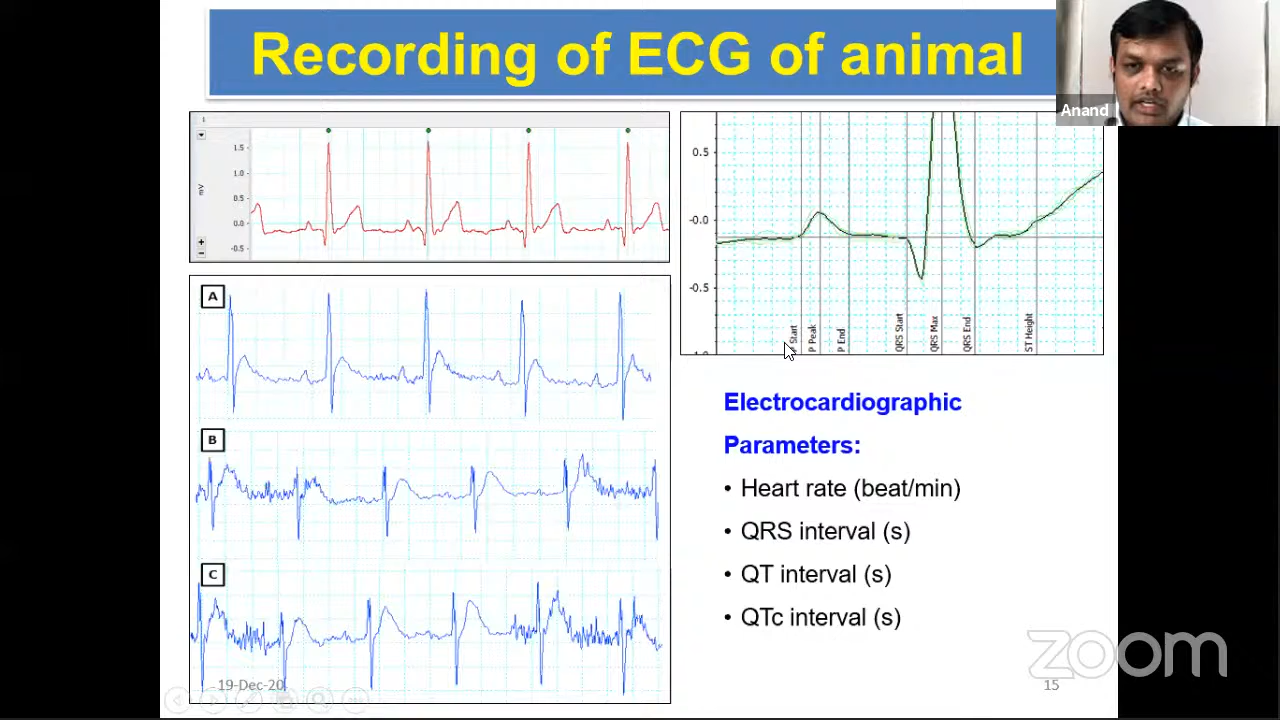 Recording of ECG of animal
Anand
1
1.5
1.0
0.5
0.0
-0.5
mV
0.5
-0.0
-0.5
Start
P Peak
P End
QRS Start
QRS Max
QRS End
ST Height
A
B
C
Electrocardiographic
Parameters:
• Heart rate (beat/min)
• QRS interval (s)
• QT interval (s)
• QTc interval (s)
19-Dec-20
15
zoom